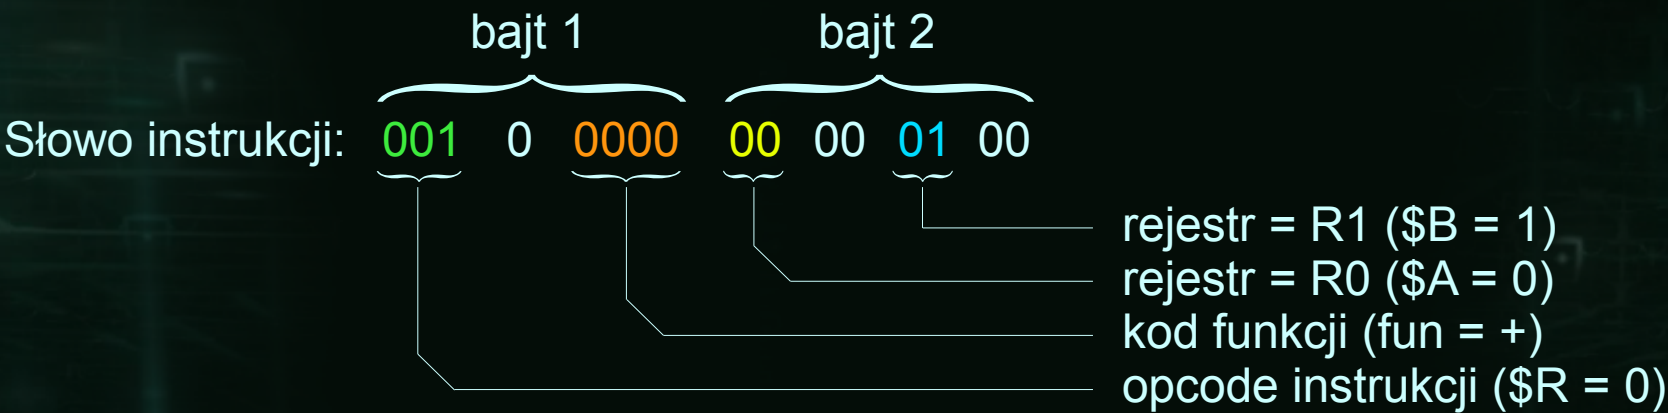 bajt 1 bajt 2
Słowo instrukcji: 001 0 0000 00 00 01 00
rejestr = R1 ($B = 1)
rejestr = R0 ($A = 0)
kod funkcji (fun = +)
opcode instrukcji ($R = 0)